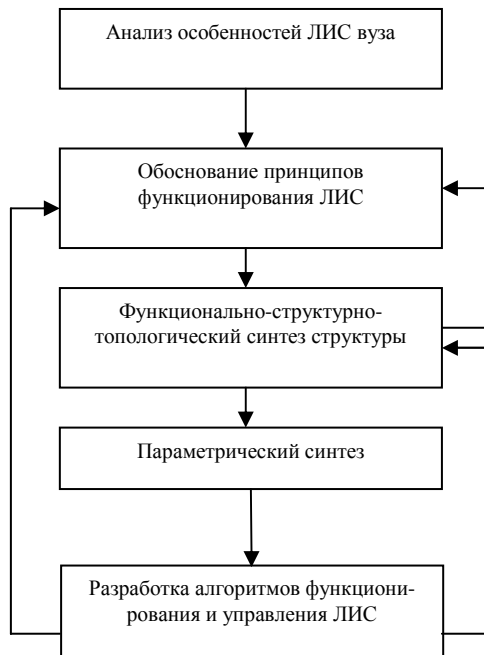 Анализ особенностей ЛИС вуза
Обоснование принципов
функционирования ЛИС
Функционально-структурно-
топологический синтез структуры
Параметрический синтез
Разработка алгоритмов функциони-
рования и управления ЛИС